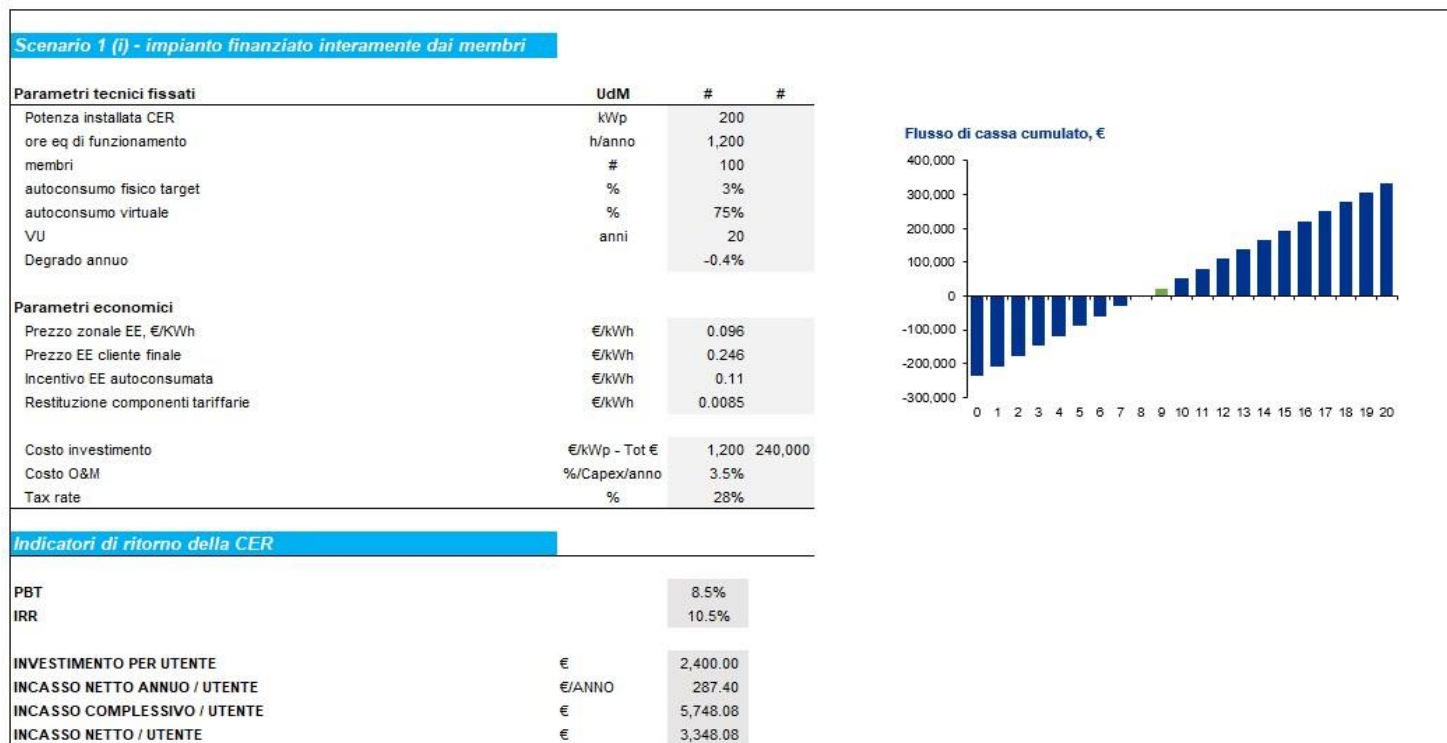 Scenario 1 (i) - impianto finanziato interamente dai membri
Parametri tecnici fissati UdM # #
Potenza installata CER kWp 200
ore eq di funzionamento h/anno 1,200
membri # 100
autoconsumo fisico target % 3%
autoconsumo virtuale % 75%
VU anni 20
Degrado annuo -0.4%
Parametri economici
Prezzo zonale EE, €/KWh €/kWh 0.096
Prezzo EE cliente finale €/kWh 0.246
Incentivo EE autoconsumata €/kWh 0.11
Restituzione componenti tariffarie €/kWh 0.0085
Costo investimento €/kWp - Tot € 1,200 240,000
Costo O&M %/Capex/anno 3.5%
Tax rate % 28%
Indicatori di ritorno della CER
PBT 8.5%
IRR 10.5%
INVESTIMENTO PER UTENTE € 2,400.00
INCASSO NETTO ANNUO / UTENTE €/ANNO 287.40
INCASSO COMPLESSIVO / UTENTE € 5,748.08
INCASSO NETTO / UTENTE € 3,348.08
Flusso di cassa cumulato, €
400,000
300,000
200,000
100,000
0
-100,000
-200,000
-300,000
0 1 2 3 4 5 6 7 8 9 10 11 12 13 14 15 16 17 18 19 20